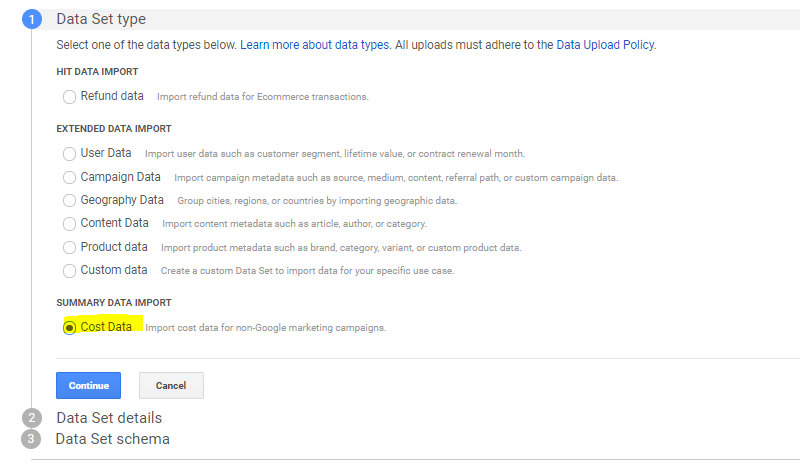 1 Data Set type
Select one of the data types below. Learn more about data types. All uploads must adhere to the Data Upload Policy.
HIT DATA IMPORT
Refund data Import refund data for Ecommerce transactions.
EXTENDED DATA IMPORT
User Data Import user data such as customer segment, lifetime value, or contract renewal month.
Campaign Data Import campaign metadata such as source, medium, content, referral path, or custom campaign data.
Geography Data Group cities, regions, or countries by importing geographic data.
Content Data Import content metadata such as article, author, or category.
Product data Import product metadata such as brand, category, variant, or custom product data.
Custom data Create a custom Data Set to import data for your specific use case.
SUMMARY DATA IMPORT
Cost Data Import cost data for non-Google marketing campaigns.
Continue Cancel
2 Data Set details
3 Data Set schema